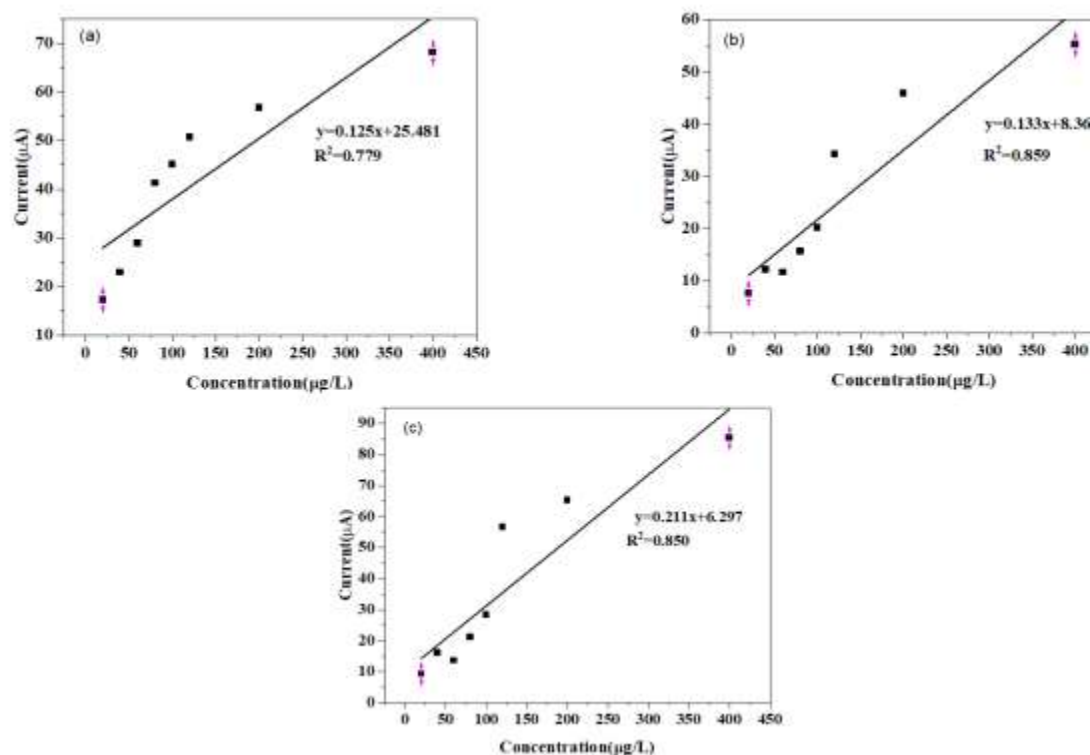 (a)
70
60
50
40
30
20
10
Current(μA)
y=0.125x+25.481
R²=0.779
0 50 100 150 200 250 300 350 400 450
Concentration(μg/L)
(b)
60
50
40
30
20
10
0
Current(μA)
y=0.133x+8.36
R²=0.859
0 50 100 150 200 250 300 350 400
Concentration(μg/L)
(c)
90
80
70
60
50
40
30
20
10
0
Current(μA)
y=0.211x+6.297
R²=0.850
0 50 100 150 200 250 300 350 400 450
Concentration(μg/L)